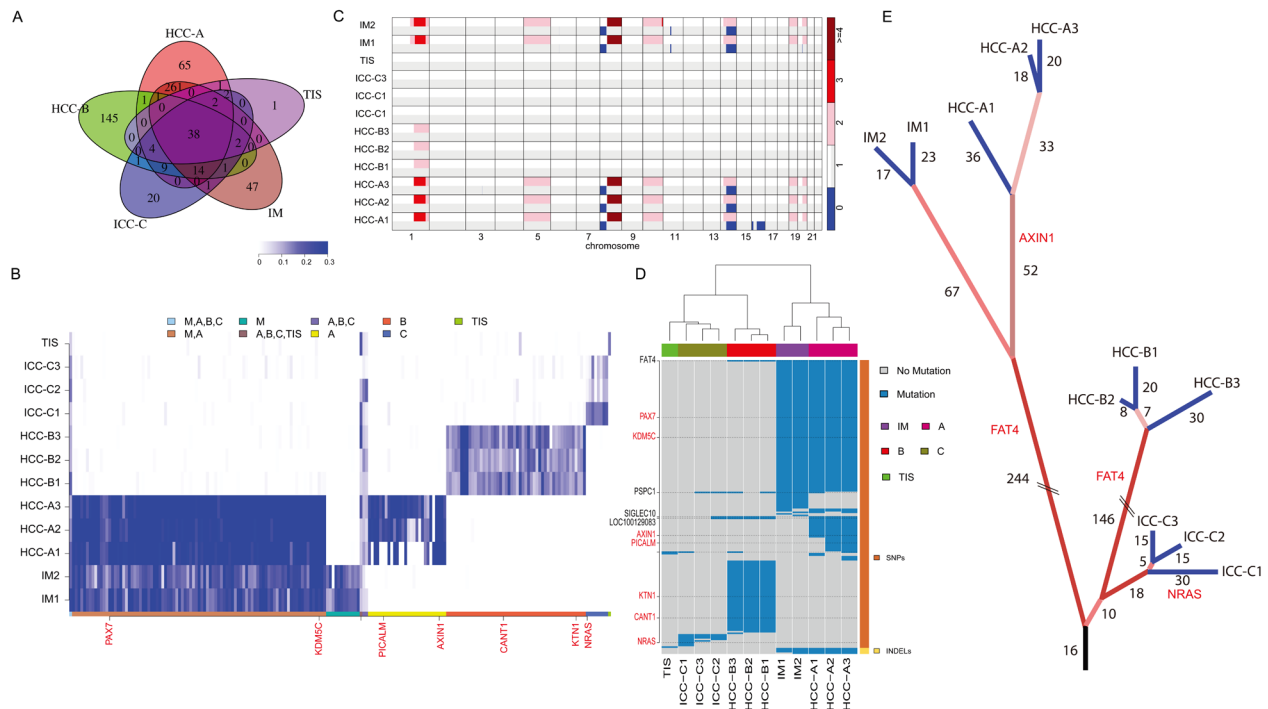 A
HCC-A
65
HCC-B
TIS
261
1
1
1
0
2
0
2
1
145
0
0
0
0
38
0
0
4
2
0
1
9
14
1
0
0
0
0
1
20
47
ICC-C
IM
0 0.1 0.2 0.3
B
M,A,B,C M A,B,C B TIS
M,A A,B,C,TIS A C
TIS
ICC-C3
ICC-C2
ICC-C1
HCC-B3
HCC-B2
HCC-B1
HCC-A3
HCC-A2
HCC-A1
IM2
IM1
PAX7
KDM5C
PICALM
AXIN1
CANT1
KTN1
NRAS
C
IM2
IM1
TIS
ICC-C3
ICC-C1
ICC-C1
HCC-B3
HCC-B2
HCC-B1
HCC-A3
HCC-A2
HCC-A1
1 3 5 7 9 11 13 15 17 19 21
chromosome
>=4
3
2
1
0
D
FAT4
PAX7
KDM5C
PSPC1
SIGLEC10
LOC100129083
AXIN1
PICALM
KTN1
CANT1
NRAS
No Mutation
Mutation
IM A
B C
TIS
SNPs
INDELs
TIS
ICC-C1
ICC-C3
ICC-C2
HCC-B3
HCC-B2
HCC-B1
IM1
IM2
HCC-A1
HCC-A2
HCC-A3
E
HCC-A3
HCC-A2
20
18
HCC-A1
IM1
IM2
23
36
33
17
AXIN1
52
67
HCC-B1
HCC-B3
20
HCC-B2
8
7
30
FAT4
FAT4
244
146
ICC-C3
15
ICC-C2
5
15
30
ICC-C1
18
NRAS
10
16